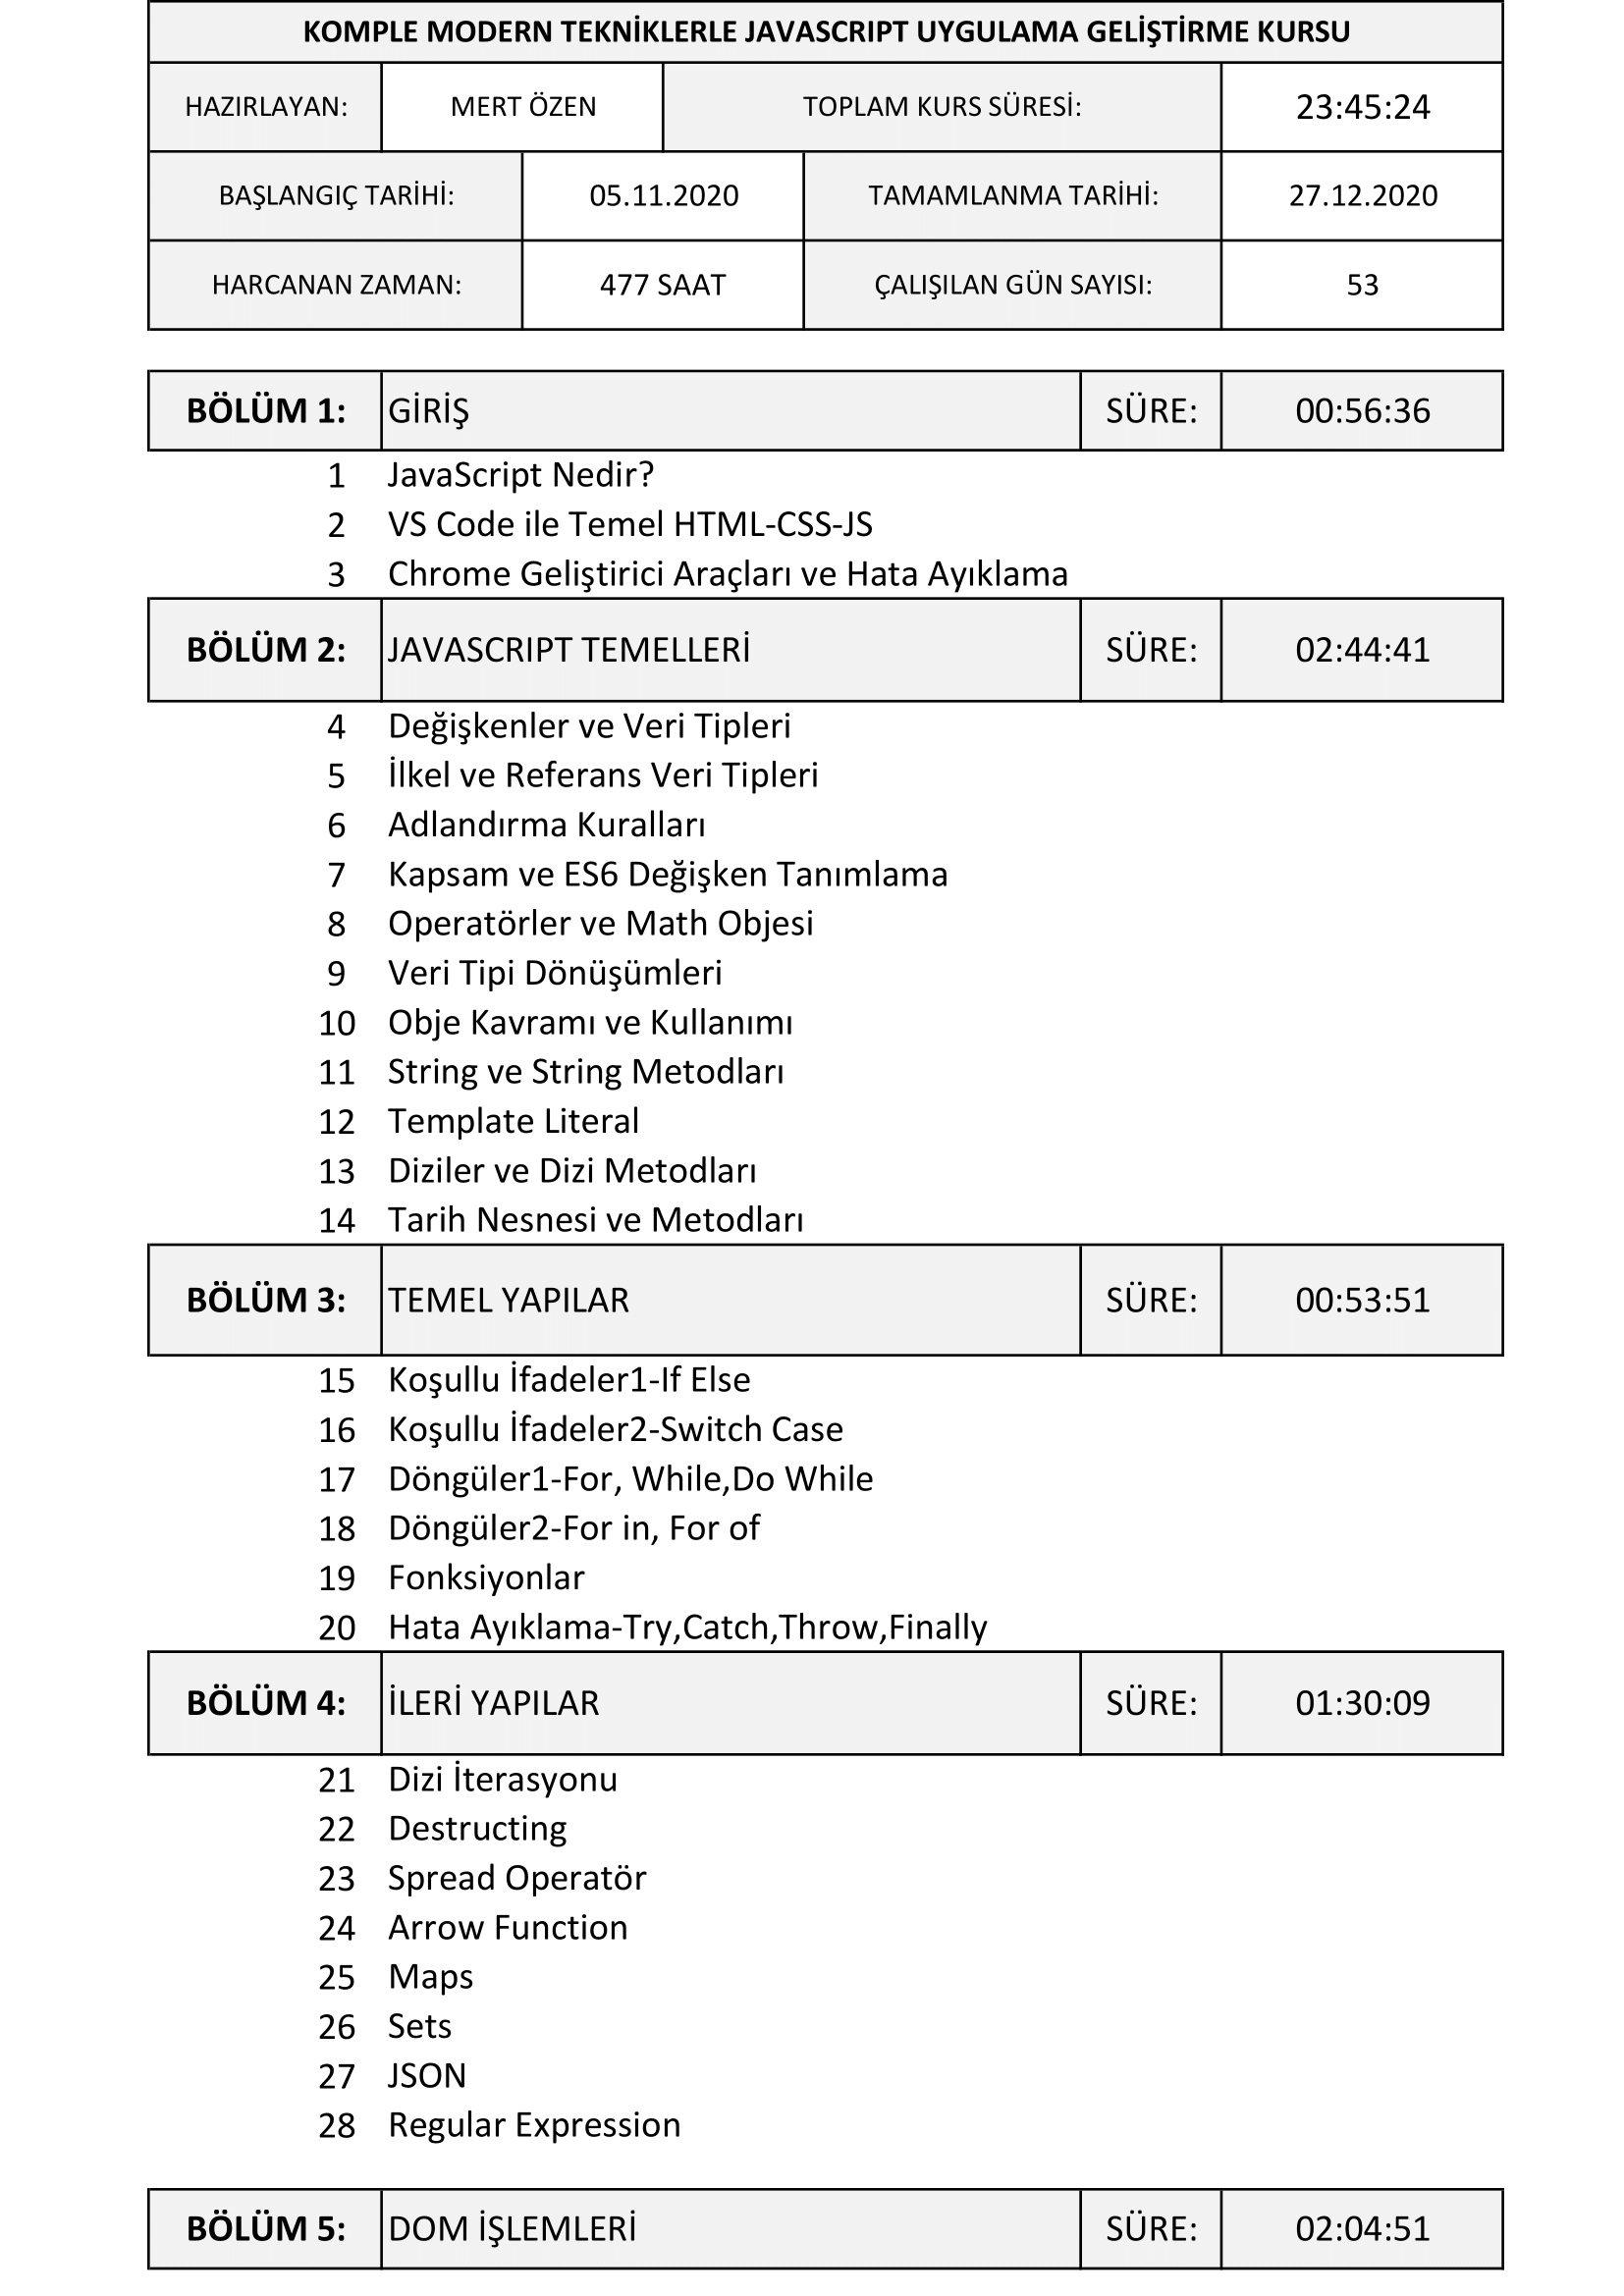 KOMPLE MODERN TEKNİKLERLE JAVASCRIPT UYGULAMA GELİŞTİRME KURSU
HAZIRLAYAN: MERT ÖZEN TOPLAM KURS SÜRESİ: 23:45:24
BAŞLANGIÇ TARİHİ: 05.11.2020 TAMAMLANMA TARİHİ: 27.12.2020
HARCANAN ZAMAN: 477 SAAT ÇALIŞILAN GÜN SAYISI: 53
BÖLÜM 1: GİRİŞ SÜRE: 00:56:36
1 JavaScript Nedir?
2 VS Code ile Temel HTML-CSS-JS
3 Chrome Geliştirici Araçları ve Hata Ayıklama
BÖLÜM 2: JAVASCRIPT TEMELLERİ SÜRE: 02:44:41
4 Değişkenler ve Veri Tipleri
5 İlkel ve Referans Veri Tipleri
6 Adlandırma Kuralları
7 Kapsam ve ES6 Değişken Tanımlama
8 Operatörler ve Math Objesi
9 Veri Tipi Dönüşümleri
10 Obje Kavramı ve Kullanımı
11 String ve String Metodları
12 Template Literal
13 Diziler ve Dizi Metodları
14 Tarih Nesnesi ve Metodları
BÖLÜM 3: TEMEL YAPILAR SÜRE: 00:53:51
15 Koşullu İfadeler1-If Else
16 Koşullu İfadeler2-Switch Case
17 Döngüler1-For, While,Do While
18 Döngüler2-For in, For of
19 Fonksiyonlar
20 Hata Ayıklama-Try,Catch,Throw,Finally
BÖLÜM 4: İLERİ YAPILAR SÜRE: 01:30:09
21 Dizi İterasyonu
22 Destructing
23 Spread Operatör
24 Arrow Function
25 Maps
26 Sets
27 JSON
28 Regular Expression
BÖLÜM 5: DOM İŞLEMLERİ SÜRE: 02:04:51